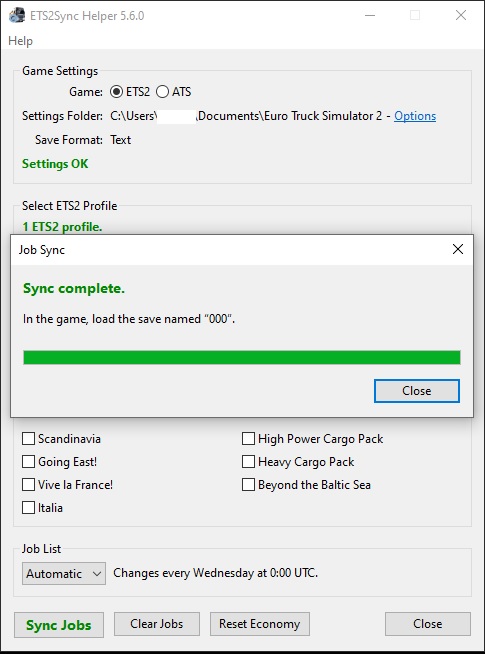 ETS2Sync Helper 5.6.0
Help
Game Settings
Game: ETS2 ATS
Settings Folder: C:\Users\ \Documents\Euro Truck Simulator 2 - Options
Save Format: Text
Settings OK
Select ETS2 Profile
1 ETS2 profile.
Job Sync
Sync complete.
In the game, load the save named “000”.
Close
Scandinavia High Power Cargo Pack
Going East! Heavy Cargo Pack
Vive la France! Beyond the Baltic Sea
Italia
Job List
Automatic Changes every Wednesday at 0:00 UTC.
Sync Jobs Clear Jobs Reset Economy Close